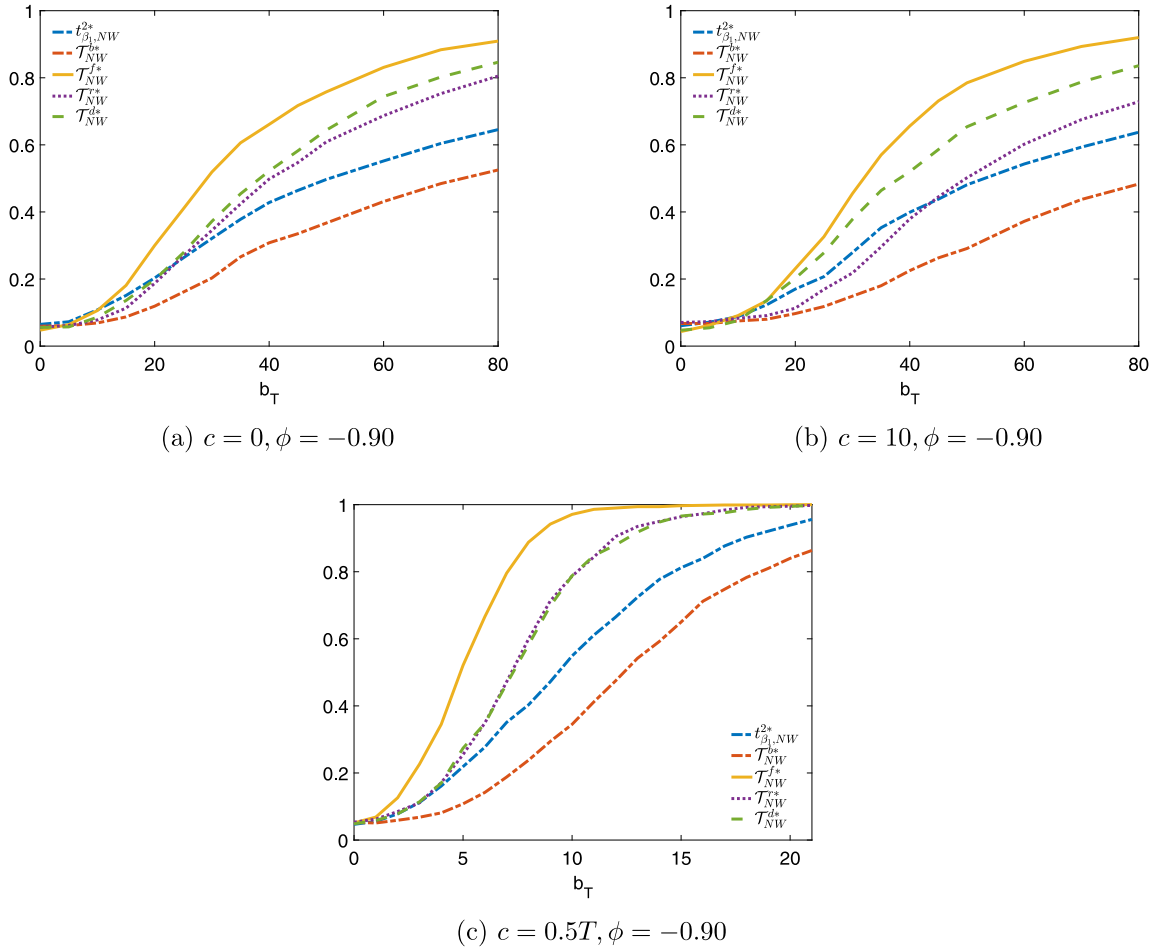 1
0.8
0.6
0.4
0.2
0
0 20 40 60 80
b_T
t^{2*}_{β_1,NW}
𝒯^{b*}_{NW}
𝒯^{f*}_{NW}
𝒯^{r*}_{NW}
𝒯^{d*}_{NW}
(a) c = 0, ϕ = −0.90
1
0.8
0.6
0.4
0.2
0
0 20 40 60 80
b_T
t^{2*}_{β_1,NW}
𝒯^{b*}_{NW}
𝒯^{f*}_{NW}
𝒯^{r*}_{NW}
𝒯^{d*}_{NW}
(b) c = 10, ϕ = −0.90
1
0.8
0.6
0.4
0.2
0
0 5 10 15 20
b_T
t^{2*}_{β_1,NW}
𝒯^{b*}_{NW}
𝒯^{f*}_{NW}
𝒯^{r*}_{NW}
𝒯^{d*}_{NW}
(c) c = 0.5T, ϕ = −0.90